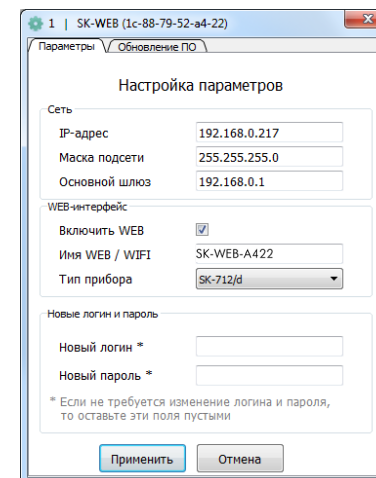 1 | SK-WEB (1c-88-79-52-a4-22)
Параметры Обновление ПО
Настройка параметров
Сеть
IP-адрес 192.168.0.217
Маска подсети 255.255.255.0
Основной шлюз 192.168.0.1
WEB-интерфейс
Включить WEB
Имя WEB / WIFI SK-WEB-A422
Тип прибора SK-712/d
Новые логин и пароль
Новый логин *
Новый пароль *
* Если не требуется изменение логина и пароля,
то оставьте эти поля пустыми
Применить Отмена